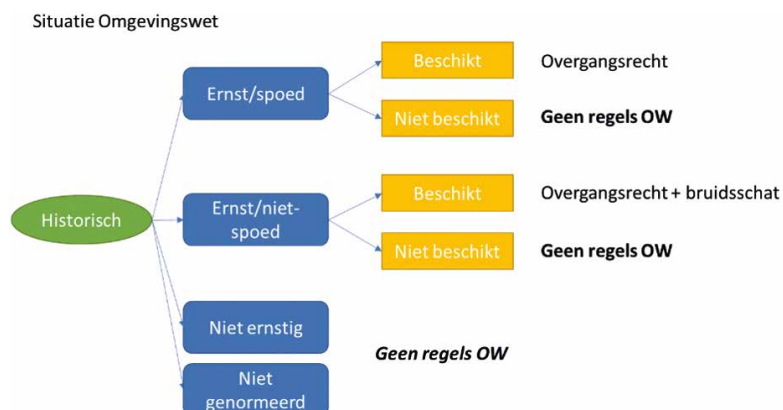 Situatie Omgevingswet
Beschikt
Overgangsrecht
Ernst/spoed
Niet beschikt
Geen regels OW
Beschikt
Overgangsrecht + bruidsschat
Historisch
Ernst/niet-
spoed
Niet beschikt
Geen regels OW
Niet ernstig
Geen regels OW
Niet
genormeerd